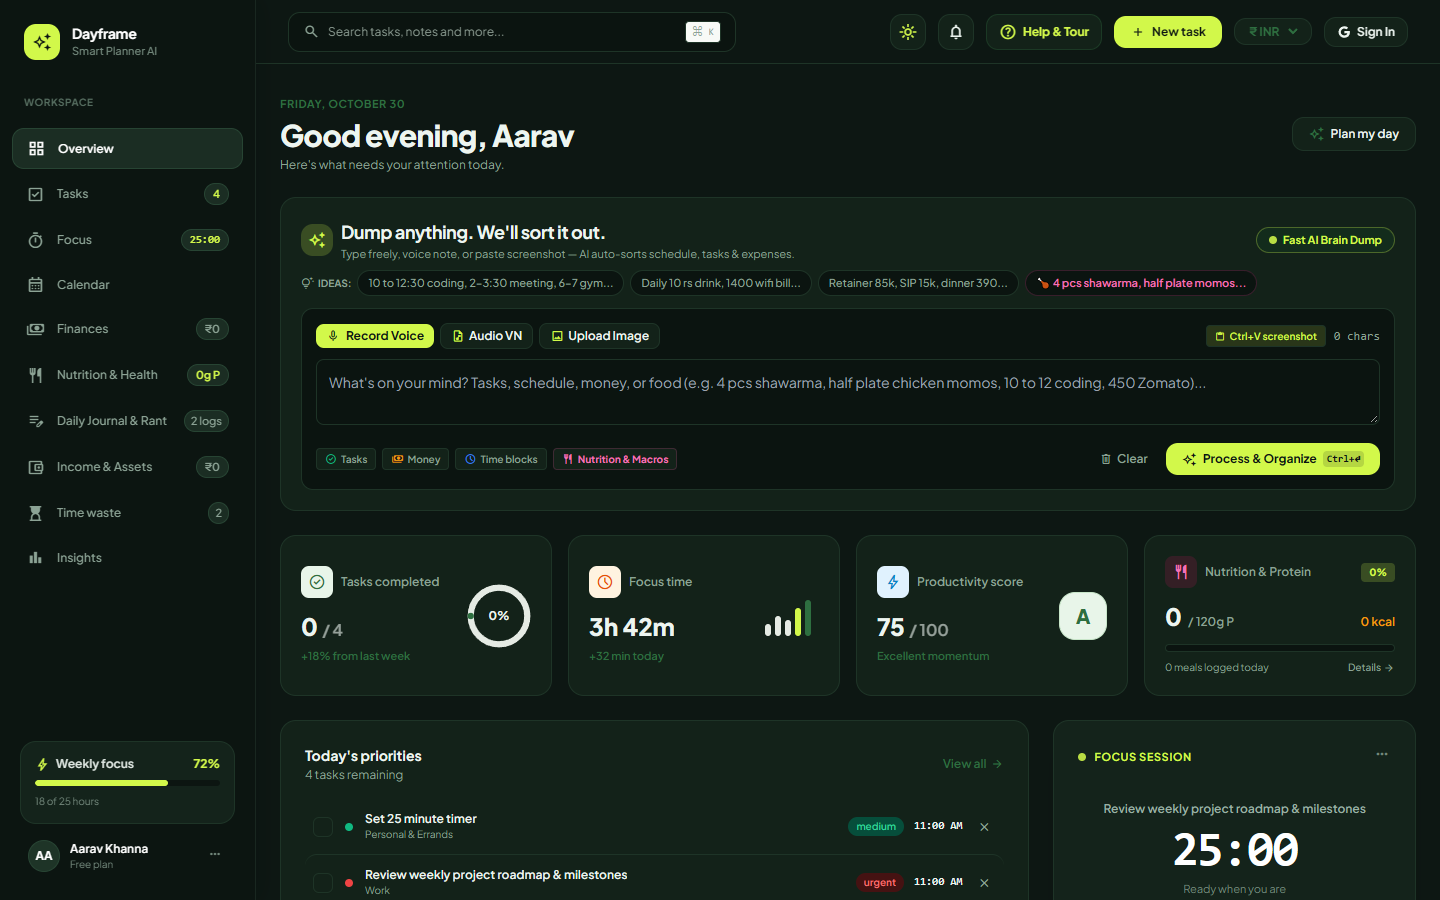 Dayframe
Smart Planner AI
WORKSPACE
Overview
Tasks
4
Focus
25:00
Calendar
Finances
₹0
Nutrition & Health
0g P
Daily Journal & Rant
2 logs
Income & Assets
₹0
Time waste
2
Insights
Weekly focus
72%
18 of 25 hours
AA
Aarav Khanna
Free plan
Search tasks, notes and more...
⌘ K
Help & Tour
+ New task
₹ INR
G Sign In
FRIDAY, OCTOBER 30
Good evening, Aarav
Here's what needs your attention today.
Plan my day
Dump anything. We'll sort it out.
Type freely, voice note, or paste screenshot — AI auto-sorts schedule, tasks & expenses.
Fast AI Brain Dump
IDEAS:
10 to 12:30 coding, 2–3:30 meeting, 6–7 gym...
Daily 10 rs drink, 1400 wifi bill...
Retainer 85k, SIP 15k, dinner 390...
4 pcs shawarma, half plate momos...
Record Voice
Audio VN
Upload Image
Ctrl+V screenshot
0 chars
What's on your mind? Tasks, schedule, money, or food (e.g. 4 pcs shawarma, half plate chicken momos, 10 to 12 coding, 450 Zomato)...
Tasks
Money
Time blocks
Nutrition & Macros
Clear
Process & Organize
Ctrl+⏎
Tasks completed
0 / 4
+18% from last week
0%
Focus time
3h 42m
+32 min today
Productivity score
75 / 100
Excellent momentum
A
Nutrition & Protein
0%
0 / 120g P
0 kcal
0 meals logged today
Details →
Today's priorities
4 tasks remaining
View all →
Set 25 minute timer
Personal & Errands
medium
11:00 AM
×
Review weekly project roadmap & milestones
Work
urgent
11:00 AM
×
FOCUS SESSION
Review weekly project roadmap & milestones
25:00
Ready when you are